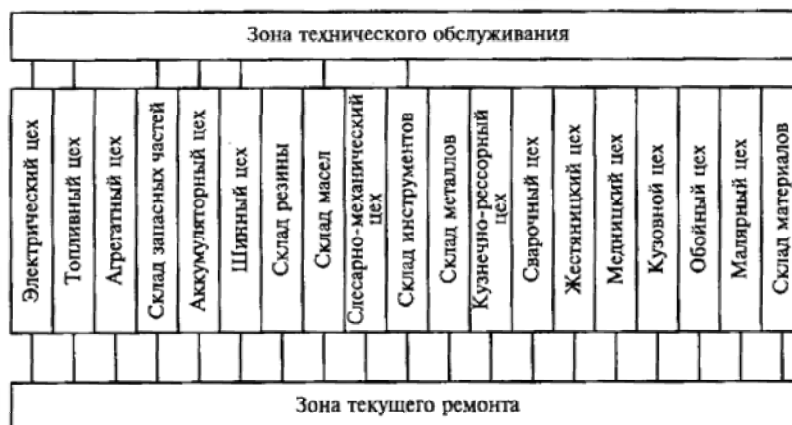 Зона технического обслуживания
Электрический цех
Топливный цех
Агрегатный цех
Склад запасных частей
Аккумуляторный цех
Шинный цех
Склад резины
Склад масел
Слесарно-механический
цех
Склад инструментов
Склад металлов
Кузнечно-рессорный
цех
Сварочный цех
Жестяницкий цех
Медницкий цех
Кузовной цех
Обойный цех
Малярный цех
Склад материалов
Зона текущего ремонта